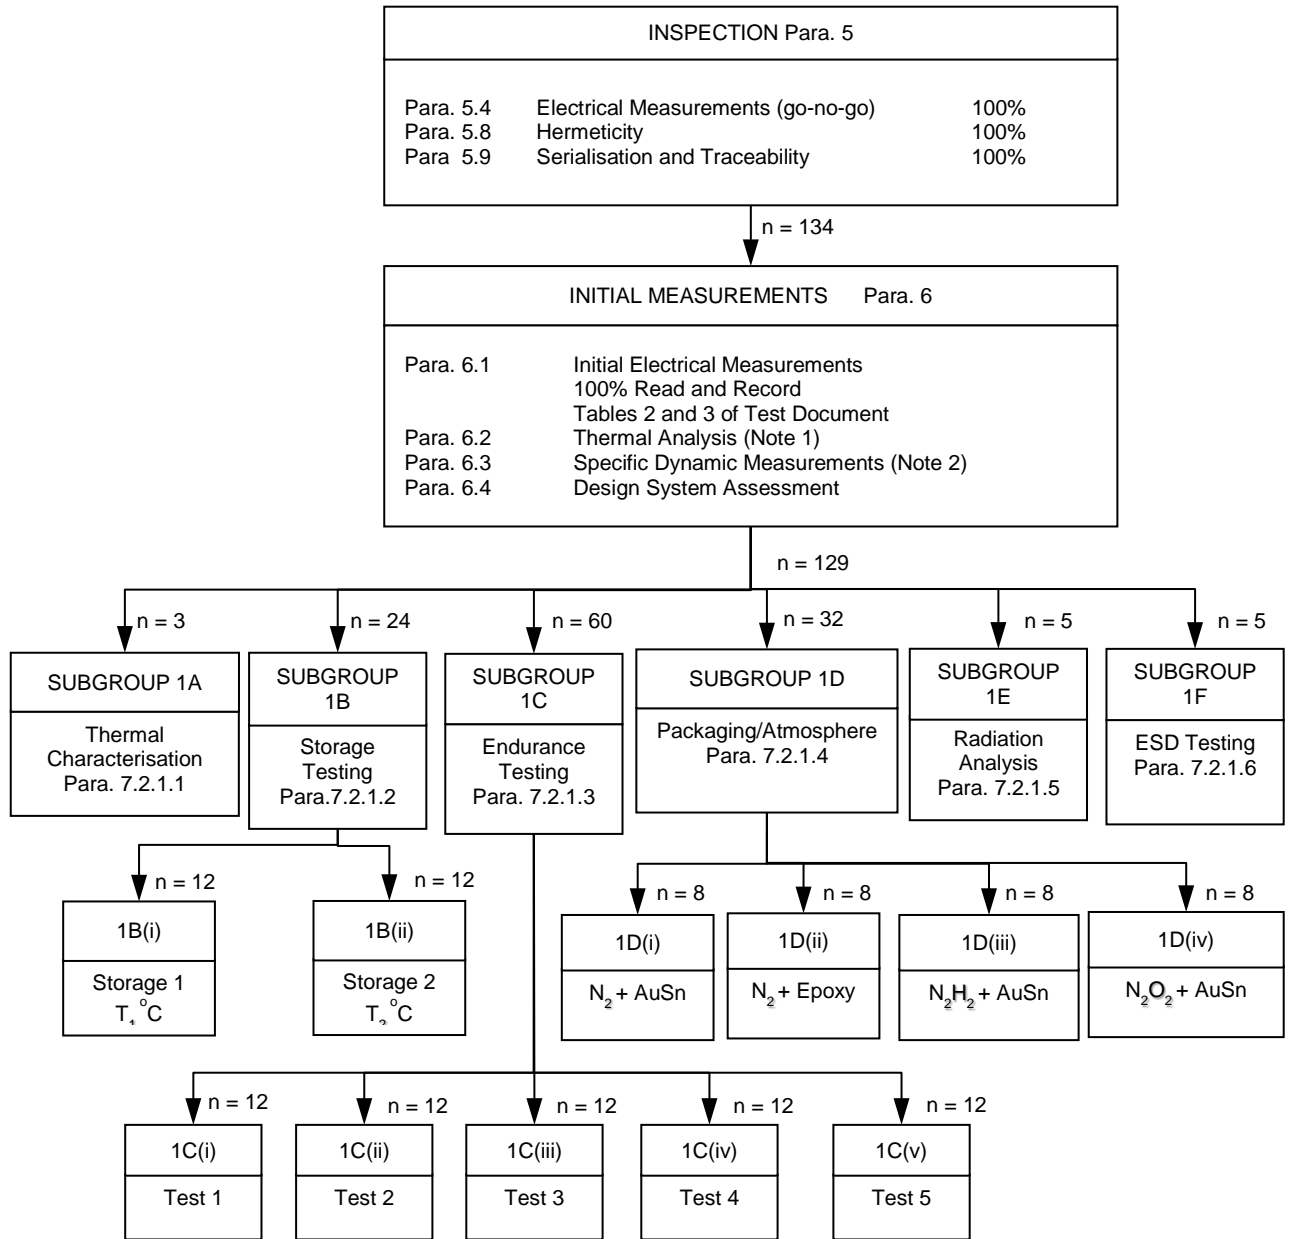 INSPECTION Para. 5
Para. 5.4 Electrical Measurements (go-no-go) 100%
Para. 5.8 Hermeticity 100%
Para 5.9 Serialisation and Traceability 100%
n = 134
INITIAL MEASUREMENTS Para. 6
Para. 6.1 Initial Electrical Measurements
100% Read and Record
Tables 2 and 3 of Test Document
Para. 6.2 Thermal Analysis (Note 1)
Para. 6.3 Specific Dynamic Measurements (Note 2)
Para. 6.4 Design System Assessment
n = 129
n = 3
n = 24
n = 60
n = 32
n = 5
n = 5
SUBGROUP 1A
Thermal
Characterisation
Para. 7.2.1.1
SUBGROUP
1B
Storage
Testing
Para.7.2.1.2
SUBGROUP
1C
Endurance
Testing
Para. 7.2.1.3
SUBGROUP 1D
Packaging/Atmosphere
Para. 7.2.1.4
SUBGROUP
1E
Radiation
Analysis
Para. 7.2.1.5
SUBGROUP
1F
ESD Testing
Para. 7.2.1.6
n = 12
n = 12
n = 8
n = 8
n = 8
n = 8
1B(i)
Storage 1
T₁ °C
1B(ii)
Storage 2
T₂ °C
1D(i)
N₂ + AuSn
1D(ii)
N₂ + Epoxy
1D(iii)
N₂H₂ + AuSn
1D(iv)
N₂O₂ + AuSn
n = 12
n = 12
n = 12
n = 12
n = 12
1C(i)
Test 1
1C(ii)
Test 2
1C(iii)
Test 3
1C(iv)
Test 4
1C(v)
Test 5